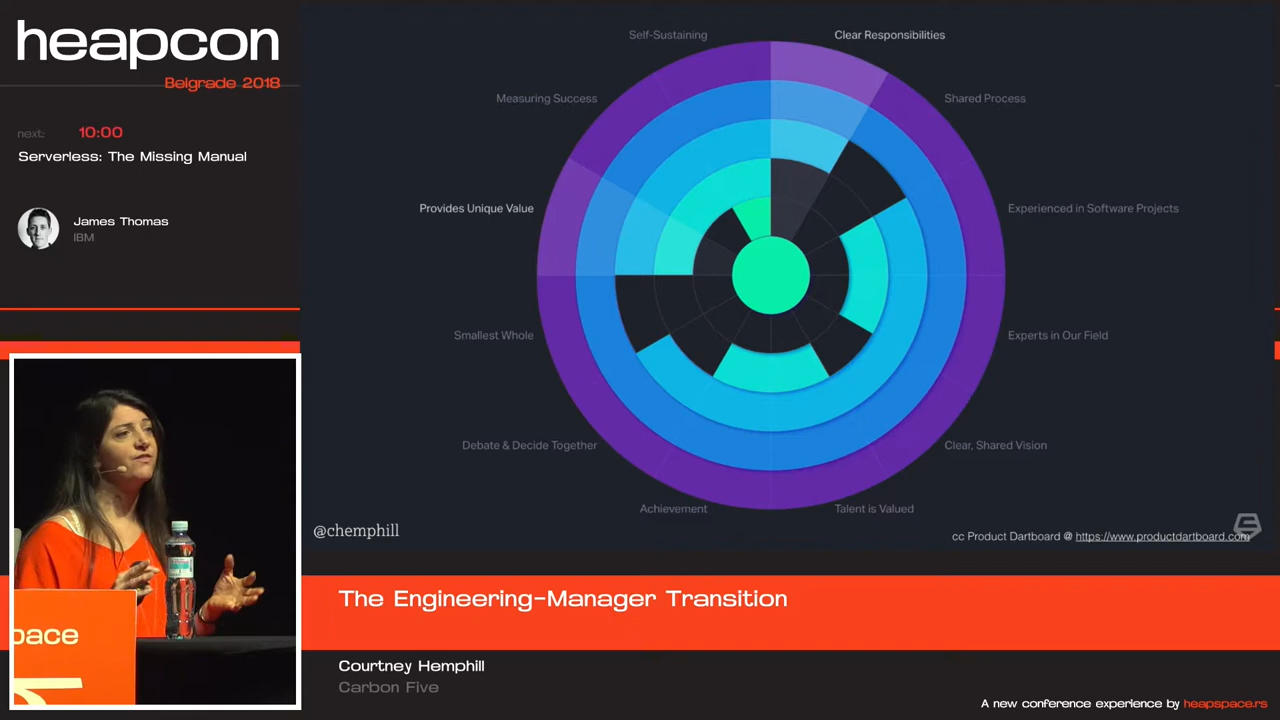 heapcon
Belgrade 2018
next: 10:00
Serverless: The Missing Manual
James Thomas
IBM
Self-Sustaining
Clear Responsibilities
Measuring Success
Shared Process
Provides Unique Value
Experienced in Software Projects
Smallest Whole
Experts in Our Field
Debate & Decide Together
Clear, Shared Vision
Achievement
Talent is Valued
@chemphill
cc Product Dartboard @ https://www.productdartboard.com
pace
The Engineering-Manager Transition
Courtney Hemphill
Carbon Five
A new conference experience by heapspace.rs